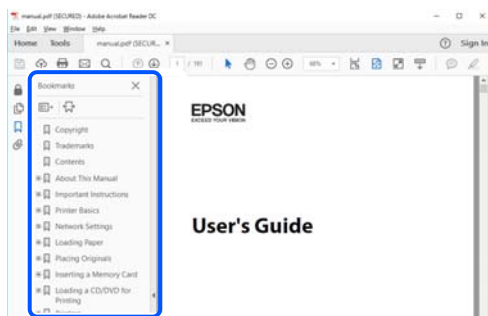 manual.pdf (SECURED) - Adobe Acrobat Reader DC
File Edit View Window Help
Home Tools manual.pdf (SECUR... × Sign In
1 / 191
Bookmarks ×
Copyright
Trademarks
Contents
About This Manual
Important Instructions
Printer Basics
Network Settings
Loading Paper
Placing Originals
Inserting a Memory Card
Loading a CD/DVD for
Printing
EPSON
EXCEED YOUR VISION
User's Guide